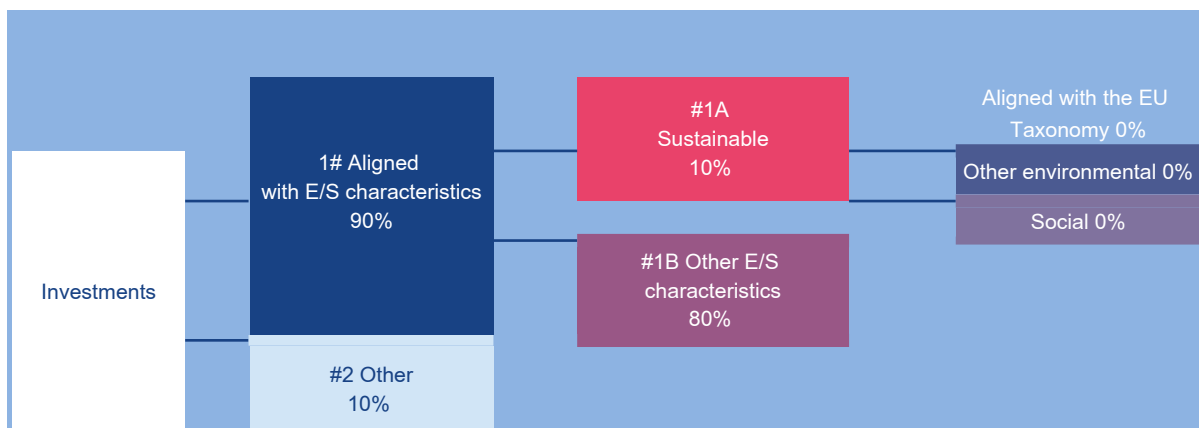 Investments
1# Aligned
with E/S characteristics
90%
#2 Other
10%
#1A
Sustainable
10%
#1B Other E/S
characteristics
80%
Aligned with the EU
Taxonomy 0%
Other environmental 0%
Social 0%